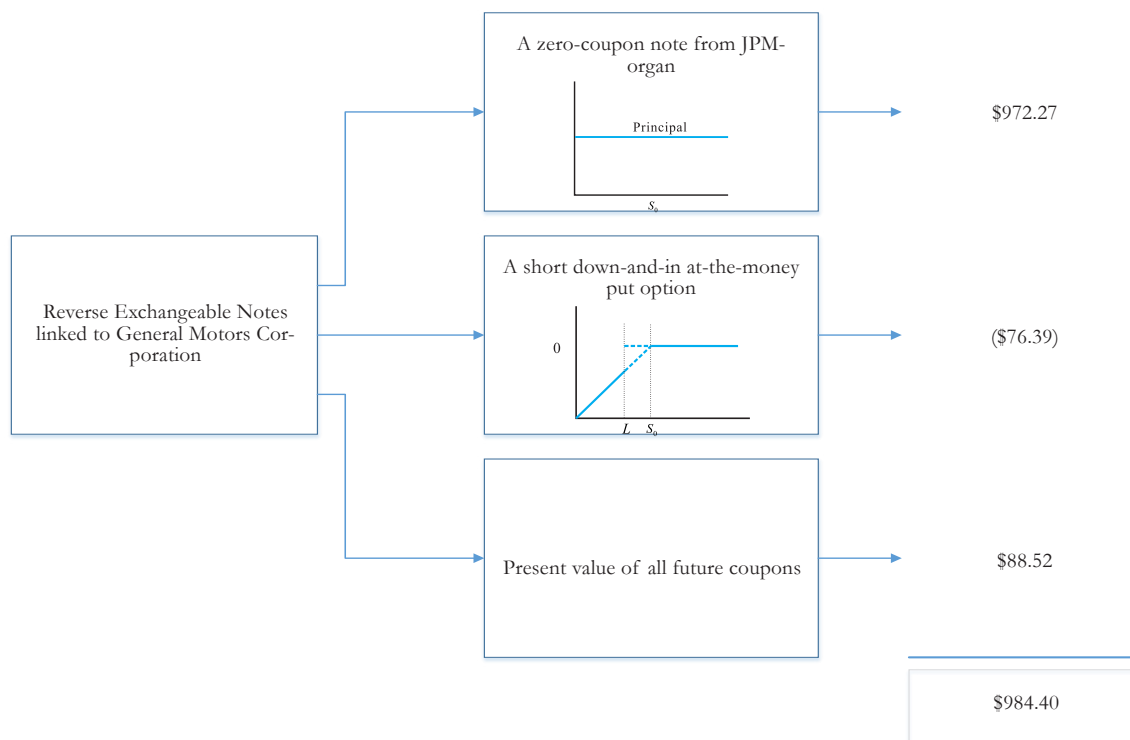 A zero-coupon note from JPM-
organ
Principal
S₀
$972.27
Reverse Exchangeable Notes
linked to General Motors Cor-
poration
A short down-and-in at-the-money
put option
0
L S₀
($76.39)
Present value of all future coupons
$88.52
$984.40